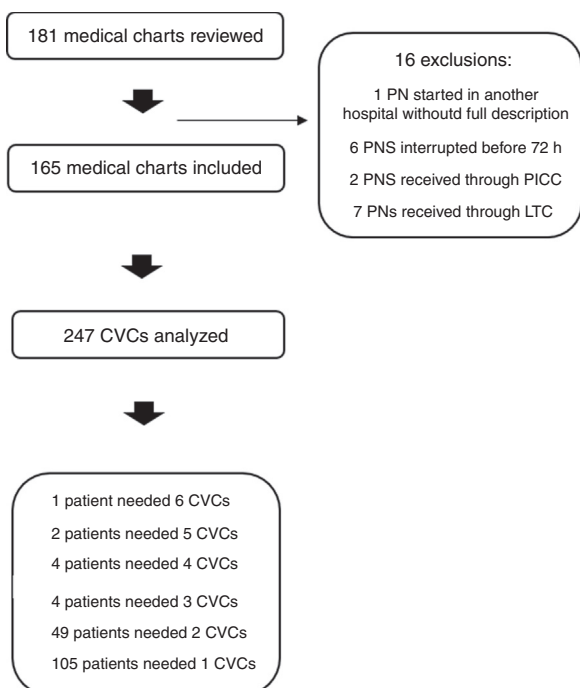 181 medical charts reviewed
16 exclusions:
1 PN started in another
hospital withoutd full description
6 PNS interrupted before 72 h
2 PNS received through PICC
7 PNs received through LTC
165 medical charts included
247 CVCs analyzed
1 patient needed 6 CVCs
2 patients needed 5 CVCs
4 patients needed 4 CVCs
4 patients needed 3 CVCs
49 patients needed 2 CVCs
105 patients needed 1 CVCs